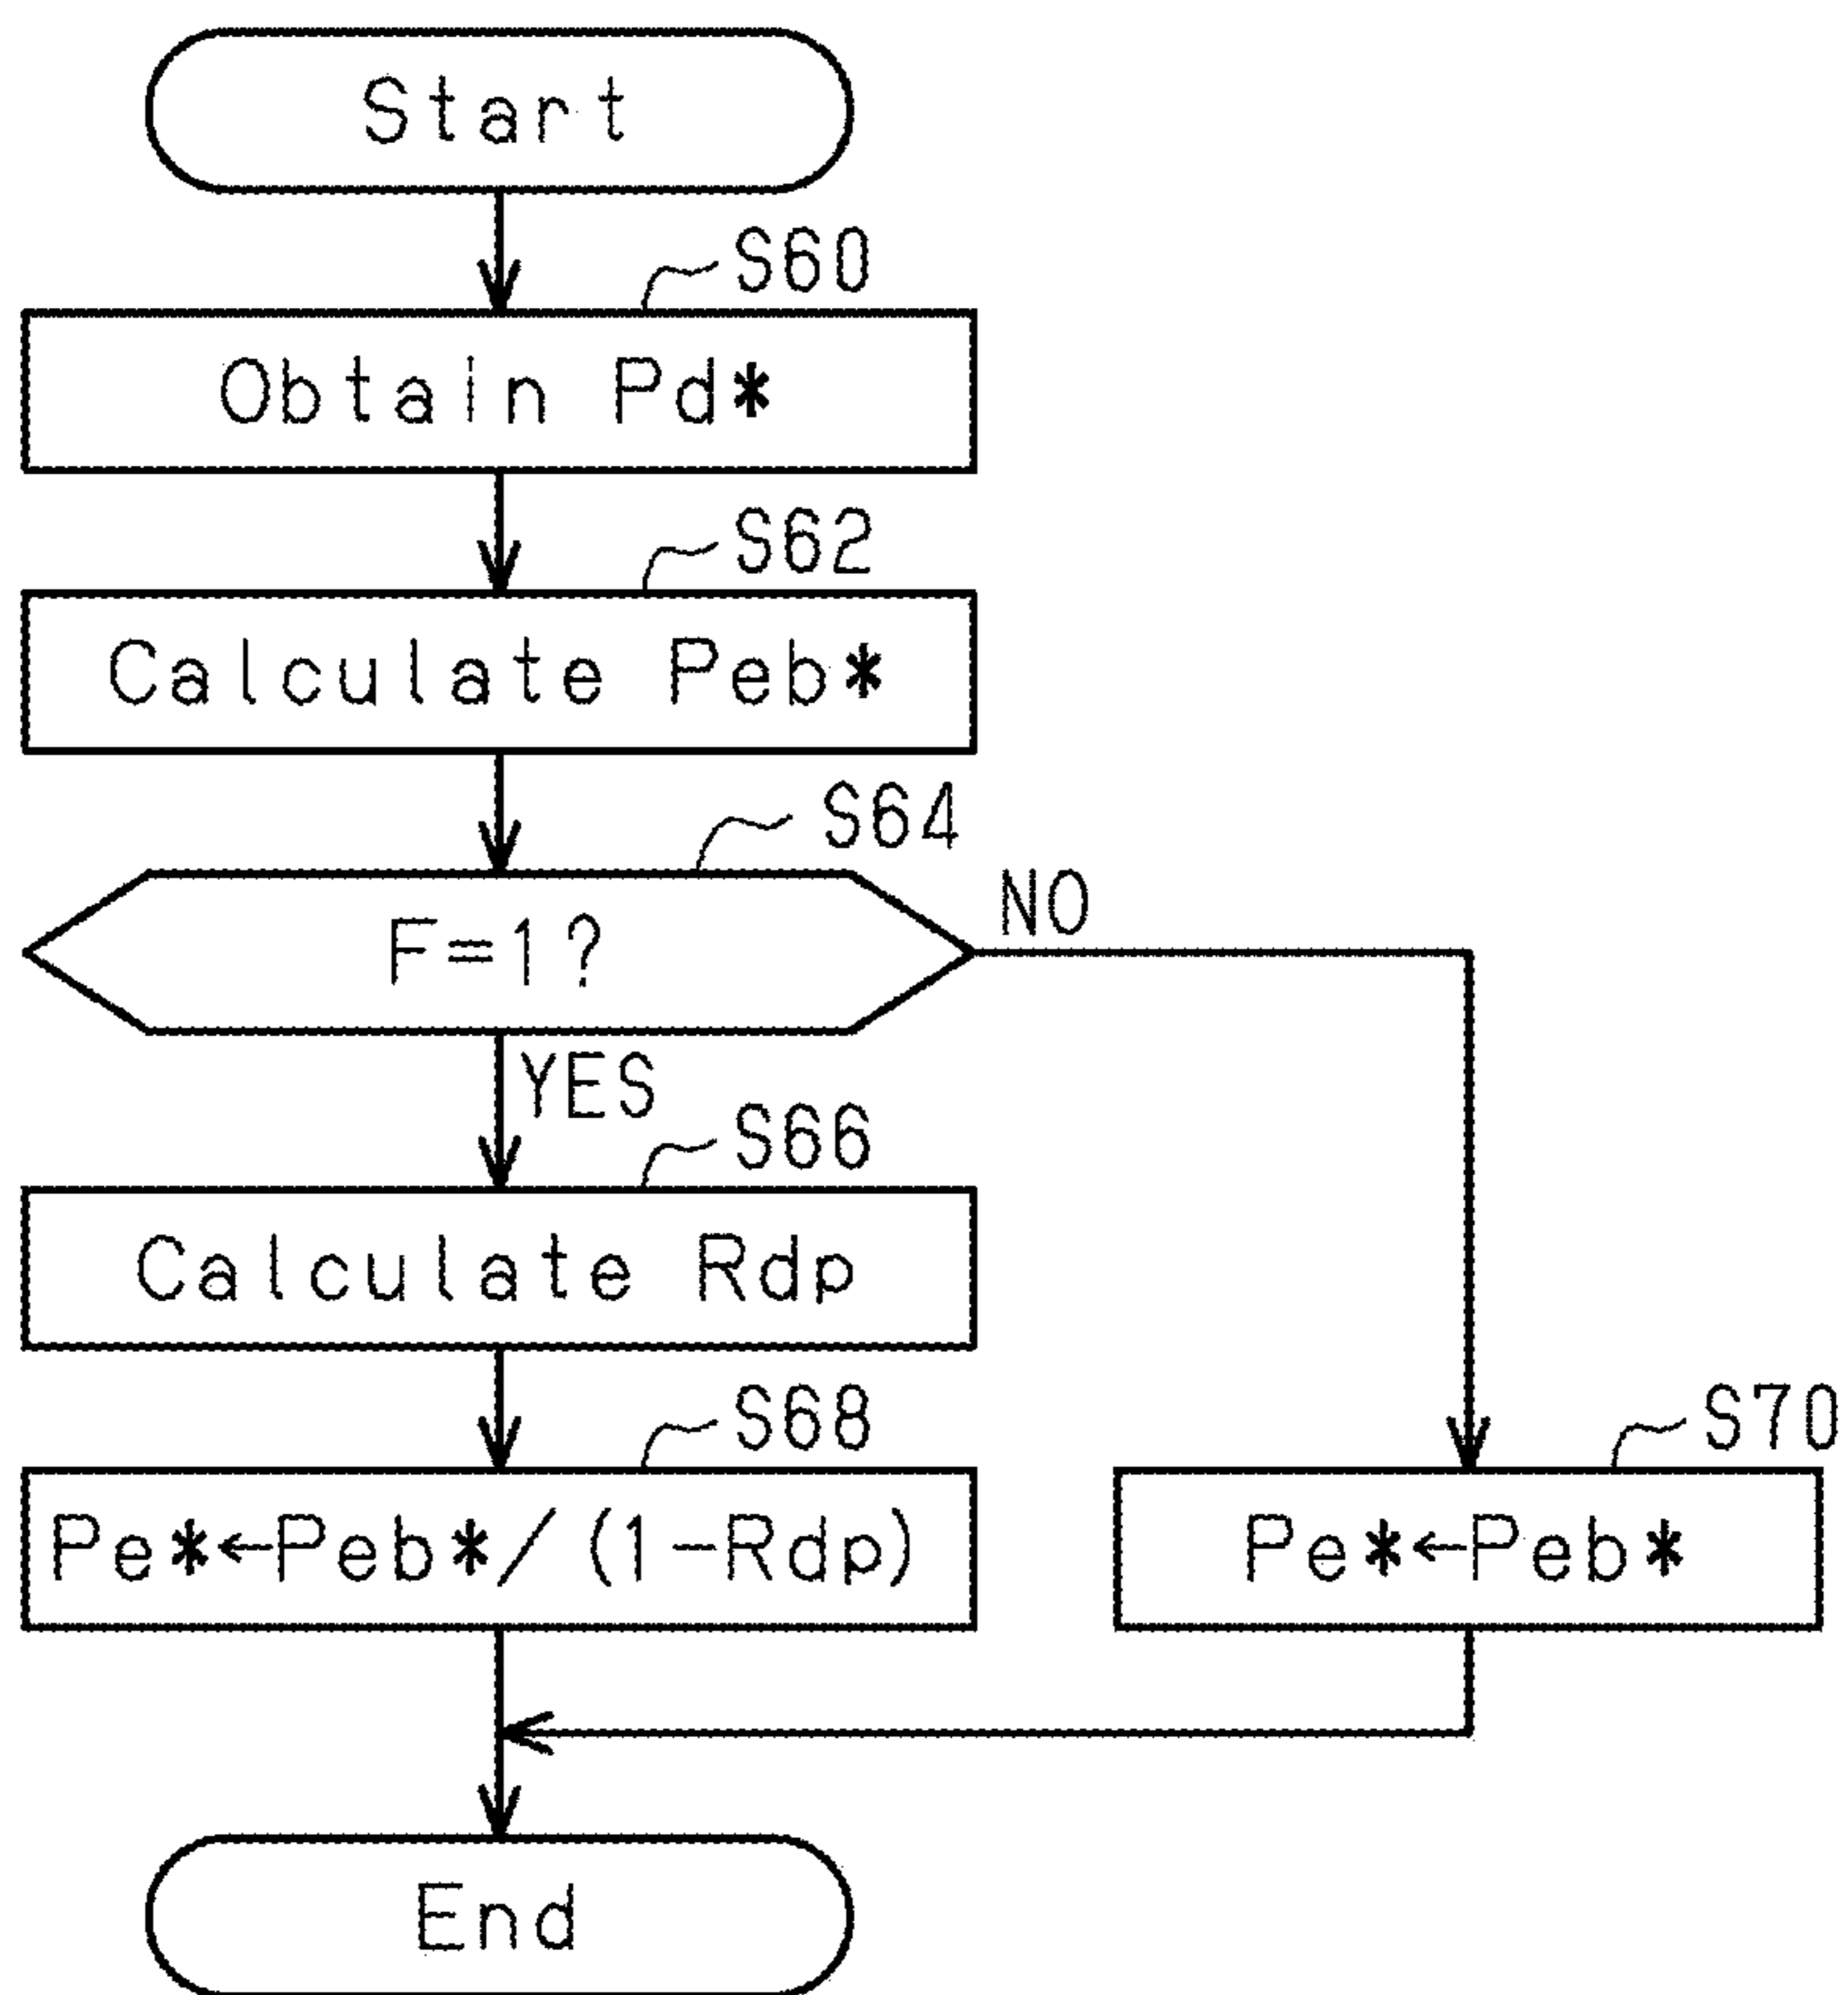 Start
S60
Obtain Pd*
S62
Calculate Peb*
S64
F=1?
NO
YES
S66
Calculate Rdp
S68
Pe*←Peb*/(1-Rdp)
S70
Pe*←Peb*
End